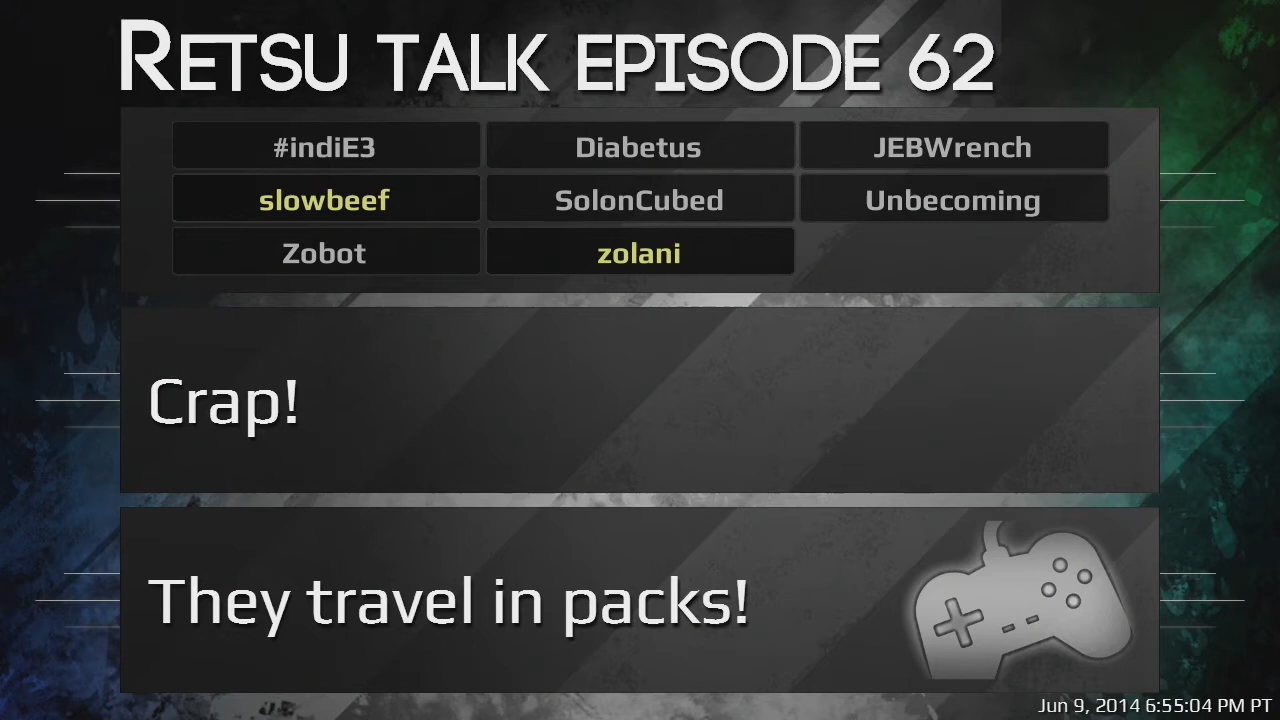 RETSU TALK EPISODE 62
#indiE3 Diabetus JEBWrench
slowbeef SolonCubed Unbecoming
Zobot zolani
Crap!
They travel in packs!
Jun 9, 2014 6:55:04 PM PT